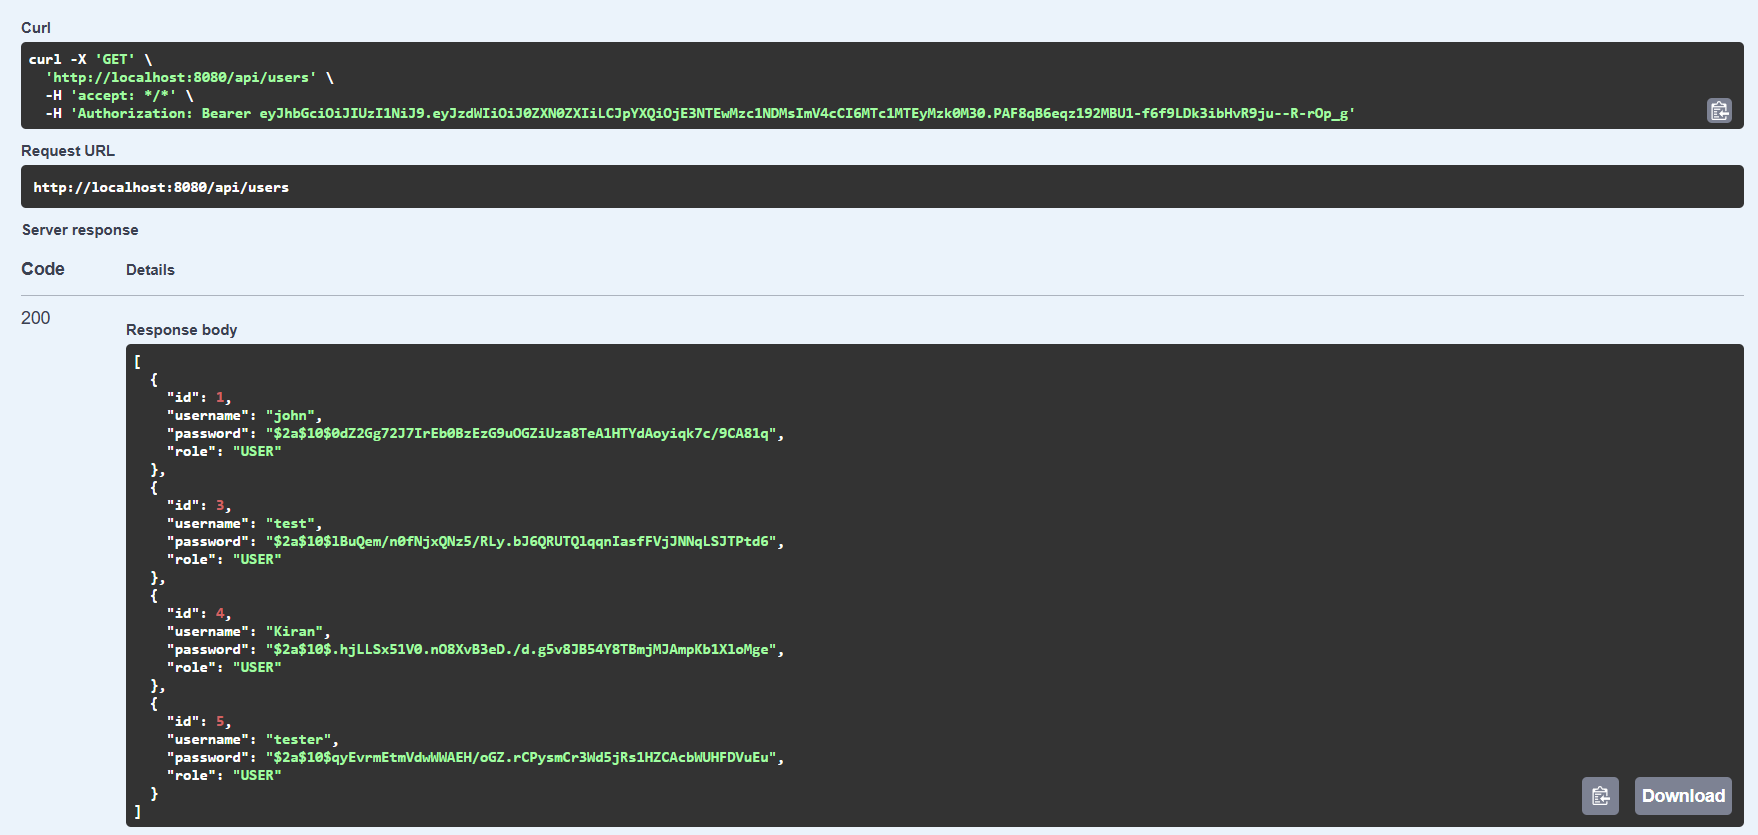 Curl
curl -X 'GET' \
'http://localhost:8080/api/users' \
-H 'accept: */*' \
-H 'Authorization: Bearer eyJhbGciOiJIUzI1NiJ9.eyJzdWIiOiJ0ZXN0ZXIiLCJpYXQiOjE3NTEwMzc1NDMsImV4cCI6MTc1MTEyMzk0M30.PAF8qB6eqz192MBU1-f6f9LDk3ibHvR9ju--R-rOp_g'
Request URL
http://localhost:8080/api/users
Server response
Code Details
200
Response body
[
{
"id": 1,
"username": "john",
"password": "$2a$10$0dZ2Gg72J7IrEb0BzEzG9uOGZiUza8TeA1HTYdAoyiqk7c/9CA81q",
"role": "USER"
},
{
"id": 3,
"username": "test",
"password": "$2a$10$lBuQem/n0fNjxQNz5/RLy.bJ6QRUTQlqqnIasfFVjJNNqLSJTPtd6",
"role": "USER"
},
{
"id": 4,
"username": "Kiran",
"password": "$2a$10$.hjLLSx51V0.nO8XvB3eD./d.g5v8JB54Y8TBmjMJAmpKb1XloMge",
"role": "USER"
},
{
"id": 5,
"username": "tester",
"password": "$2a$10$qyEvrmEtmVdwWWAEH/oGZ.rCPysmCr3Wd5jRs1HZCAcbWUHFDVuEu",
"role": "USER"
}
]
Download